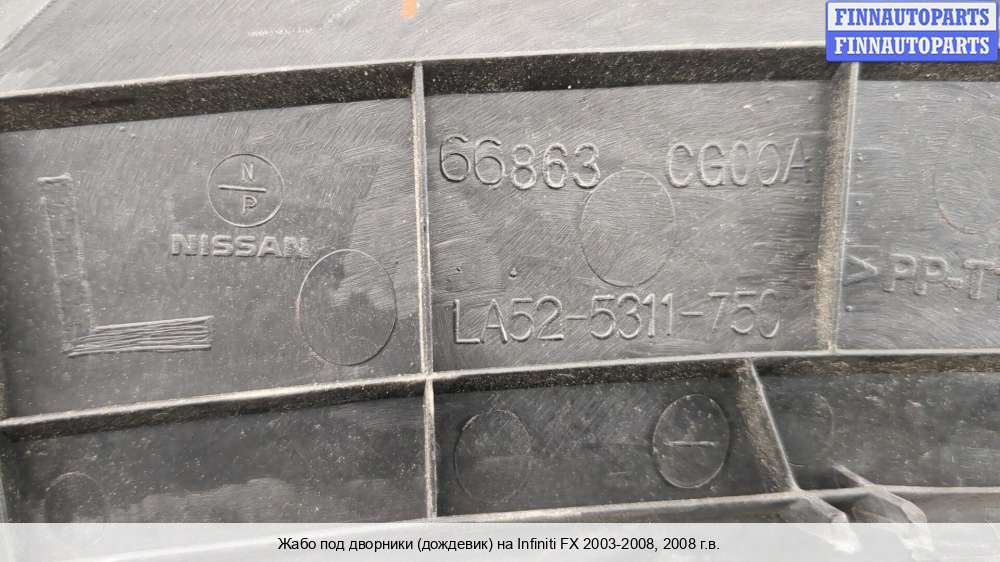 FINNAUTOPARTS
FINNAUTOPARTS
66863 CG00A
N
P
NISSAN
L
>PP-T
LA52-5311-750
Жабо под дворники (дождевик) на Infiniti FX 2003-2008, 2008 г.в.